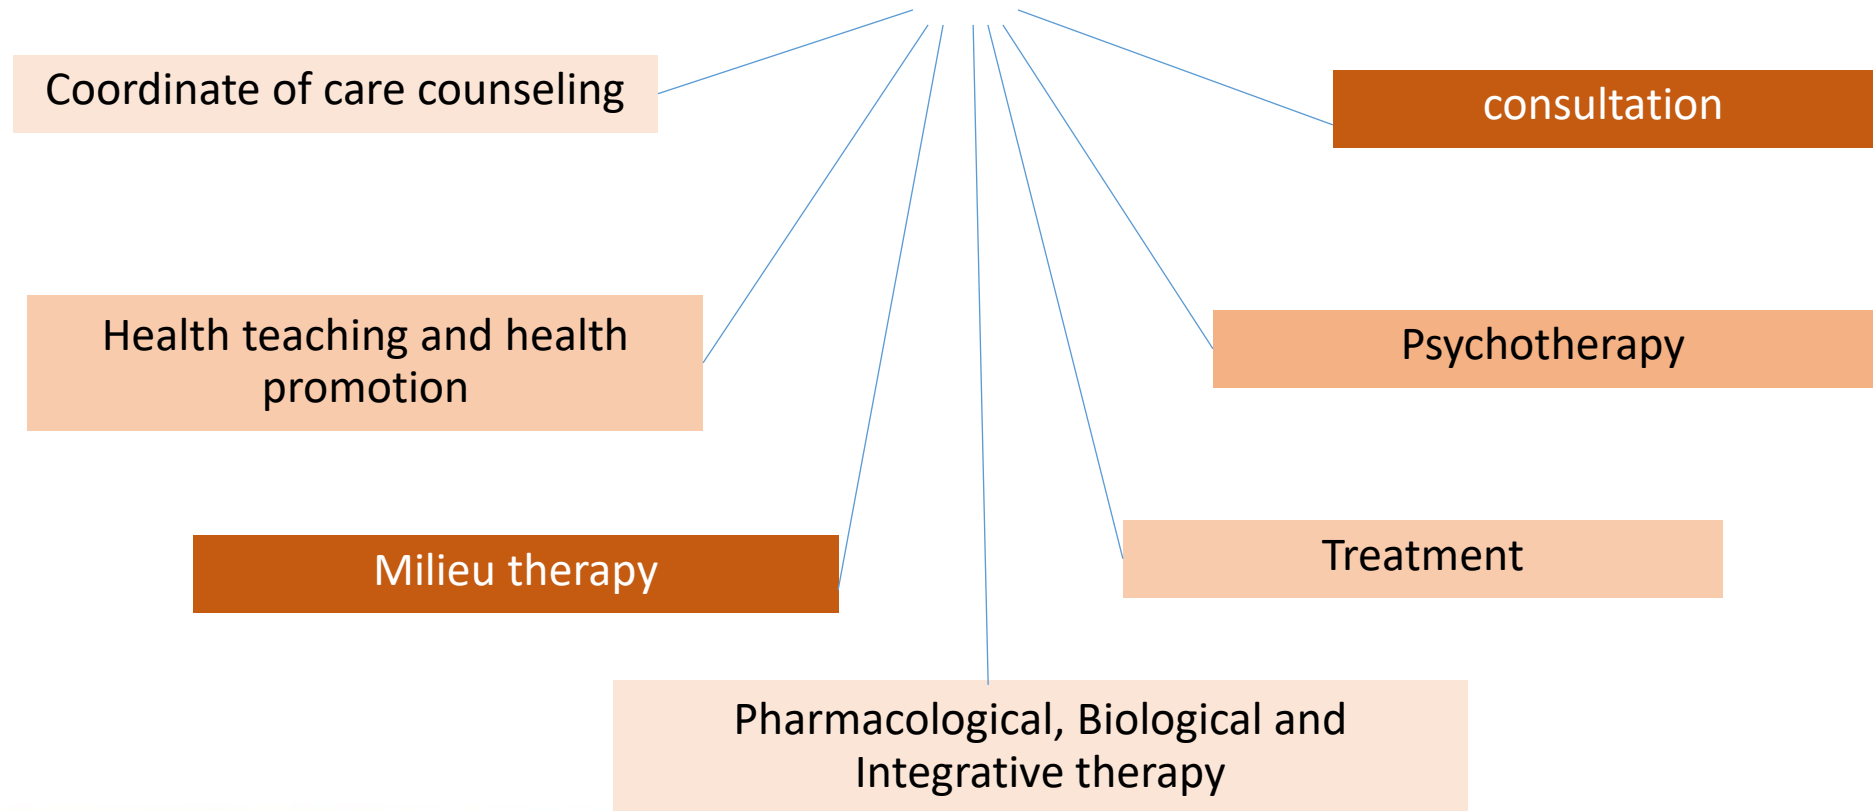 Coordinate of care counseling
consultation
Health teaching and health
promotion
Psychotherapy
Milieu therapy
Treatment
Pharmacological, Biological and
Integrative therapy